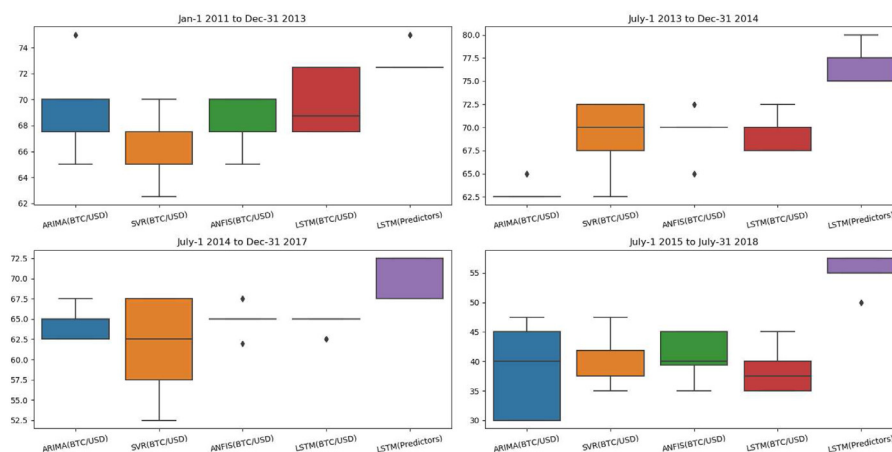 Jan-1 2011 to Dec-31 2013
74
72
70
68
66
64
62
ARIMA(BTC/USD)
SVR(BTC/USD)
ANFIS(BTC/USD)
LSTM(BTC/USD)
LSTM(Predictors)
July-1 2013 to Dec-31 2014
80.0
77.5
75.0
72.5
70.0
67.5
65.0
62.5
ARIMA(BTC/USD)
SVR(BTC/USD)
ANFIS(BTC/USD)
LSTM(BTC/USD)
LSTM(Predictors)
July-1 2014 to Dec-31 2017
72.5
70.0
67.5
65.0
62.5
60.0
57.5
55.0
52.5
ARIMA(BTC/USD)
SVR(BTC/USD)
ANFIS(BTC/USD)
LSTM(BTC/USD)
LSTM(Predictors)
July-1 2015 to July-31 2018
55
50
45
40
35
30
ARIMA(BTC/USD)
SVR(BTC/USD)
ANFIS(BTC/USD)
LSTM(BTC/USD)
LSTM(Predictors)